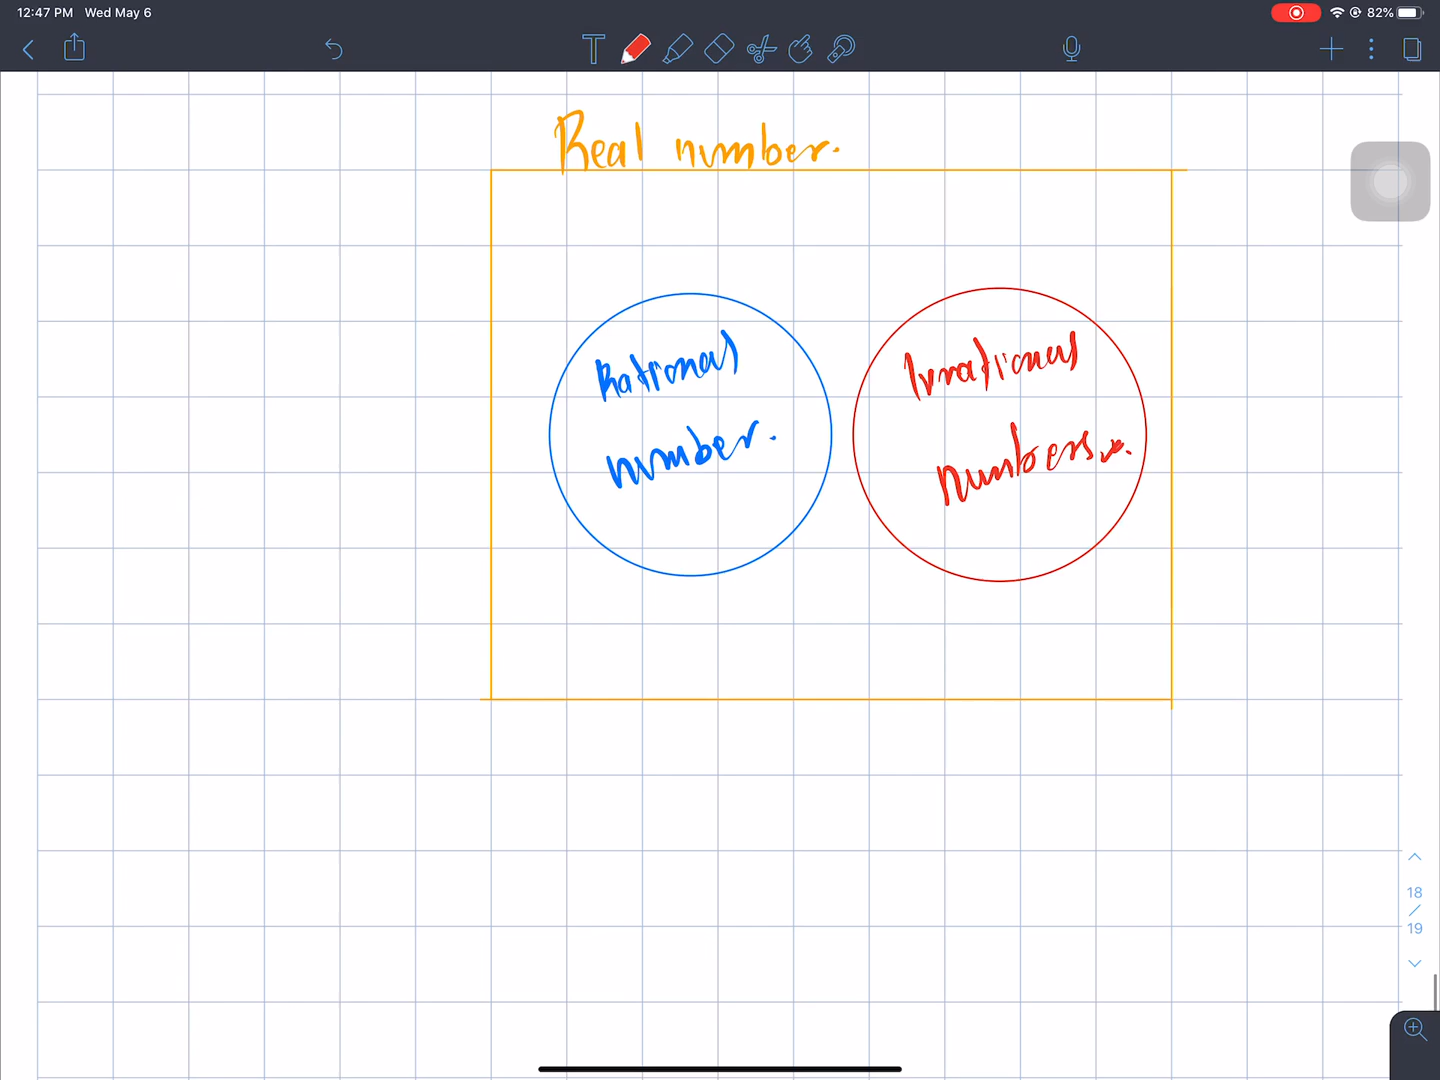 12:47 PM Wed May 6
82%
Real number.
Rational
number.
Irrational
numbers.
18
/
19